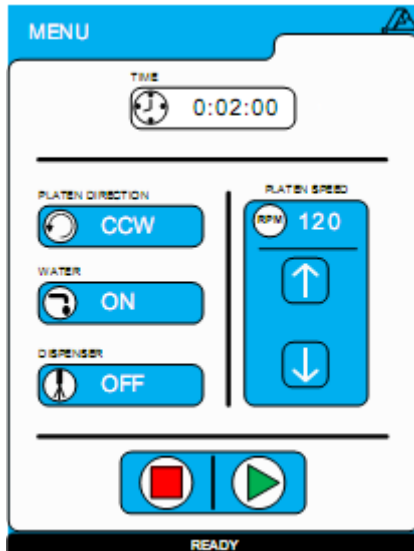 MENU
TIME
0:02:00
PLATEN DIRECTION
CCW
WATER
ON
DISPENSER
OFF
PLATEN SPEED
RPM 120
READY